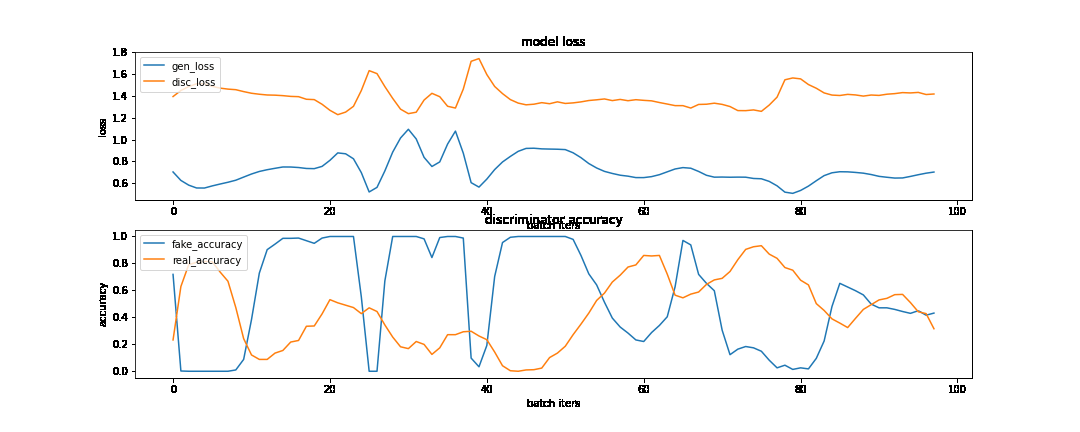 model loss
1.8
1.6
1.4
1.2
1.0
0.8
0.6
loss
gen_loss
disc_loss
0 20 40 60 80 100
batch iters
discriminator accuracy
1.0
0.8
0.6
0.4
0.2
0.0
accuracy
fake_accuracy
real_accuracy
0 20 40 60 80 100
batch iters